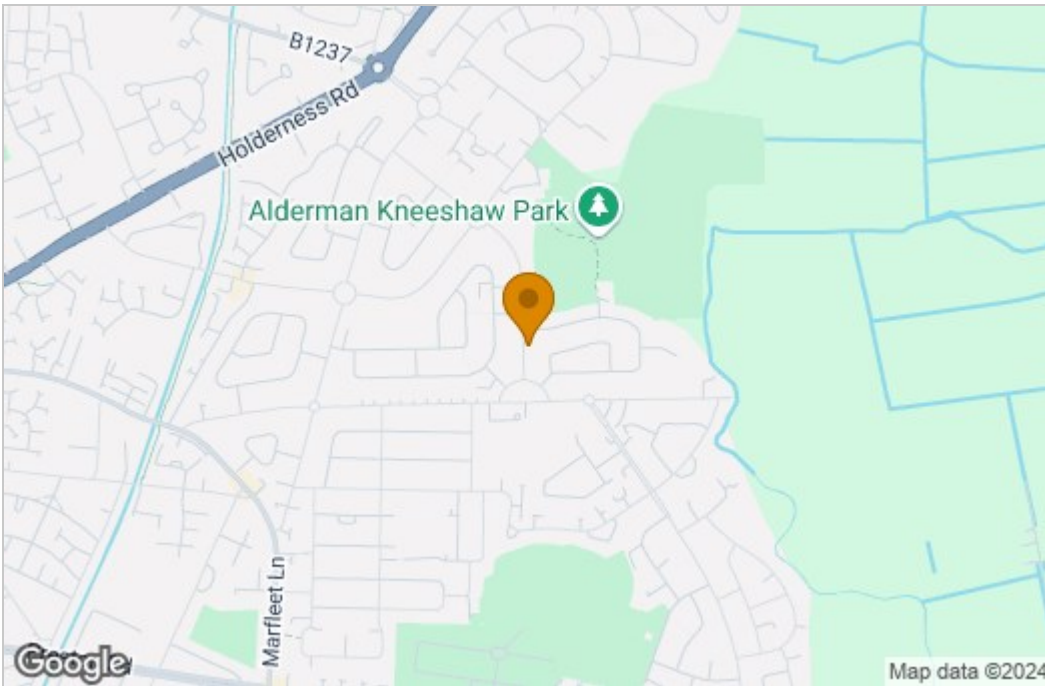 B1237
Holderness Rd
Alderman Kneeshaw Park
Marfleet Ln
Google
Map data ©2024